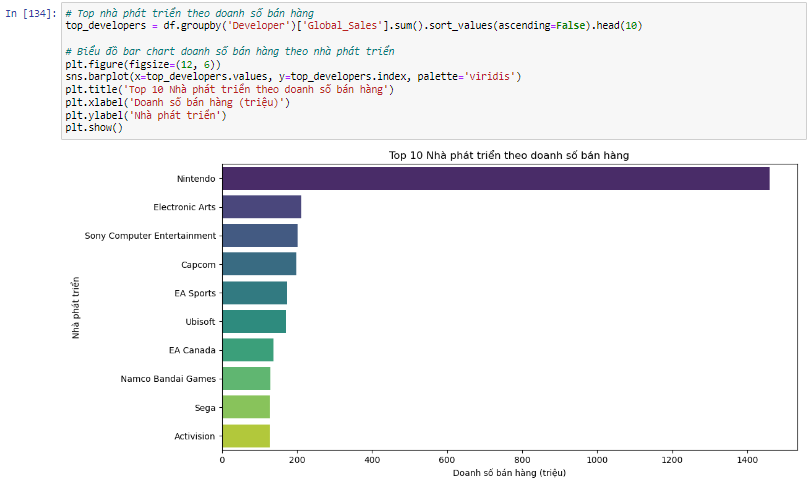 In [134]:
# Top nhà phát triển theo doanh số bán hàng
top_developers = df.groupby('Developer')['Global_Sales'].sum().sort_values(ascending=False).head(10)
# Biểu đồ bar chart doanh số bán hàng theo nhà phát triển
plt.figure(figsize=(12, 6))
sns.barplot(x=top_developers.values, y=top_developers.index, palette='viridis')
plt.title('Top 10 Nhà phát triển theo doanh số bán hàng')
plt.xlabel('Doanh số bán hàng (triệu)')
plt.ylabel('Nhà phát triển')
plt.show()
Top 10 Nhà phát triển theo doanh số bán hàng
Nhà phát triển
Nintendo
Electronic Arts
Sony Computer Entertainment
Capcom
EA Sports
Ubisoft
EA Canada
Namco Bandai Games
Sega
Activision
0 200 400 600 800 1000 1200 1400
Doanh số bán hàng (triệu)